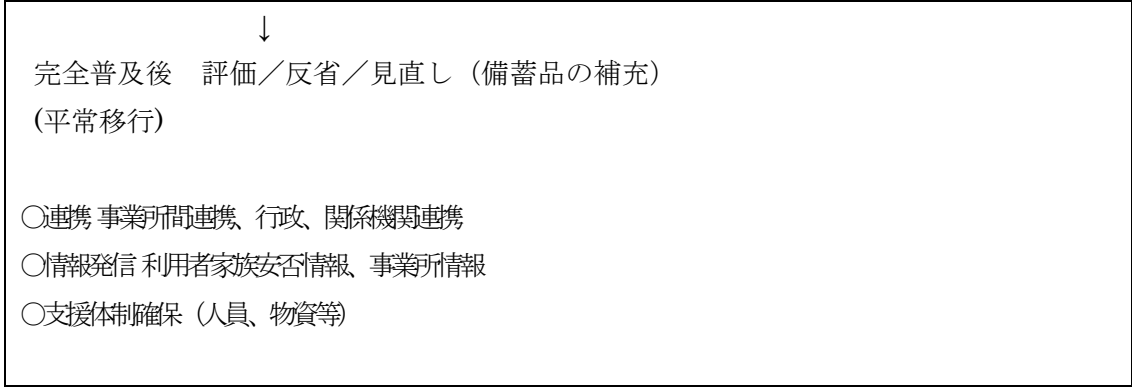 ↓
完全普及後　評価／反省／見直し（備蓄品の補充）
(平常移行)
○連携 事業所間連携、行政、関係機関連携
○情報発信 利用者家族安否情報、事業所情報
○支援体制確保（人員、物資等）